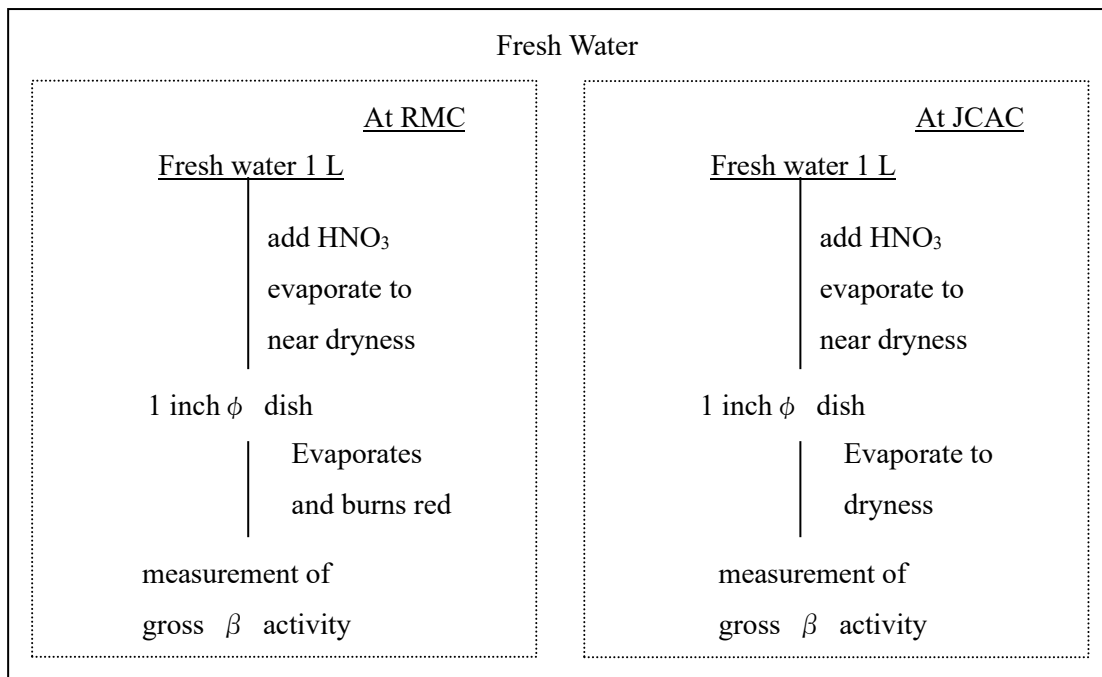 Fresh Water
At RMC
Fresh water 1 L
add HNO₃
evaporate to
near dryness
1 inch φ dish
Evaporates
and burns red
measurement of
gross β activity
At JCAC
Fresh water 1 L
add HNO₃
evaporate to
near dryness
1 inch φ dish
Evaporate to
dryness
measurement of
gross β activity